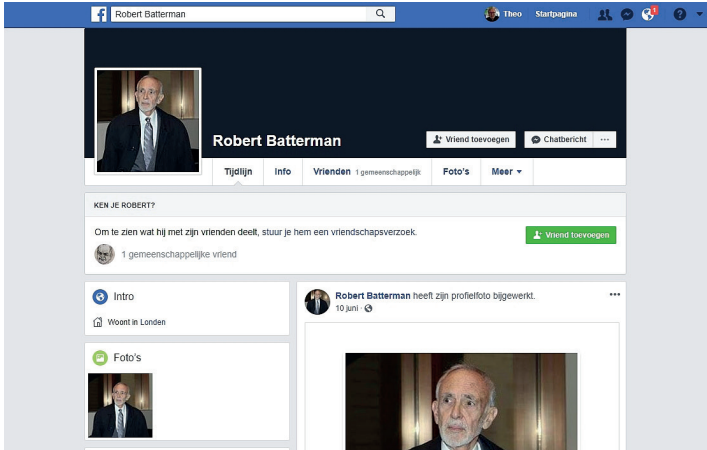 Robert Batterman
Theo
Startpagina
1
Robert Batterman
Vriend toevoegen
Chatbericht
Tijdlijn
Info
Vrienden 1 gemeenschappelijk
Foto's
Meer
KEN JE ROBERT?
Om te zien wat hij met zijn vrienden deelt, stuur je hem een vriendschapsverzoek.
Vriend toevoegen
1 gemeenschappelijke vriend
Intro
Woont in Londen
Foto's
Robert Batterman heeft zijn profielfoto bijgewerkt.
10 juni ·